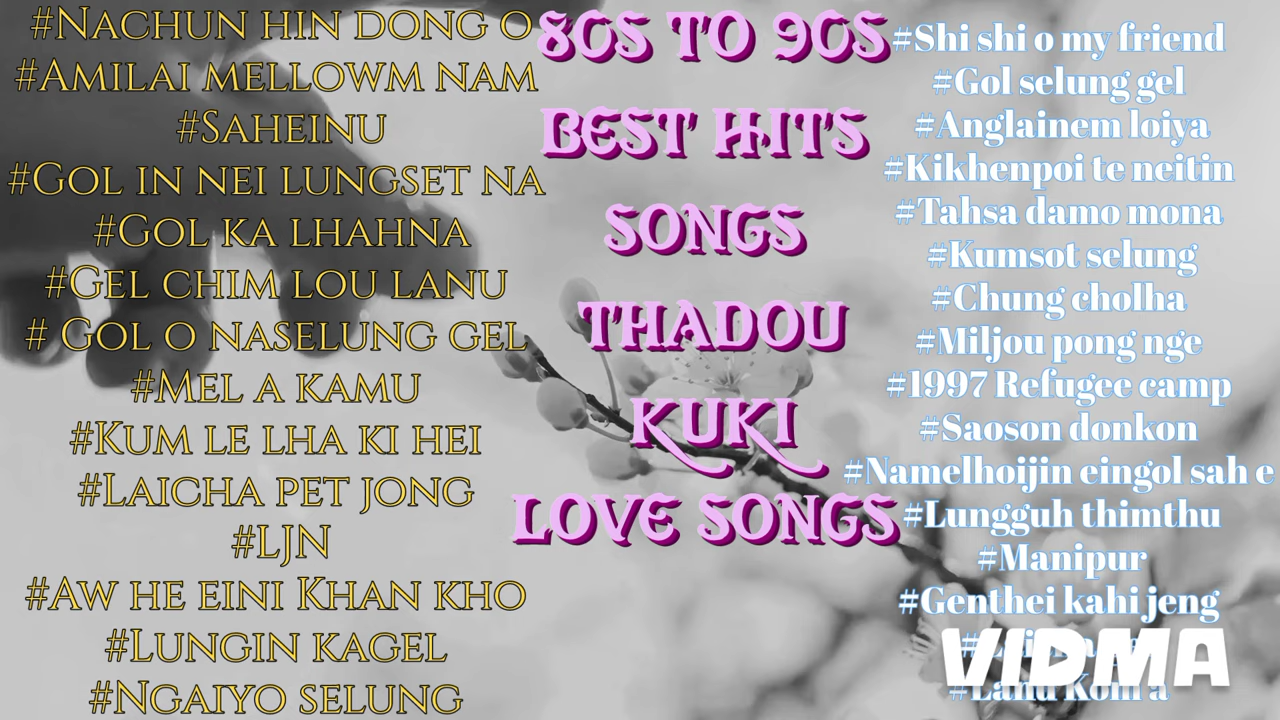 #Nachun hin dong o
#Amilai mellowm nam
#Saheinu
#Gol in nei lungset na
#Gol ka lhahna
#Gel chim lou lanu
# Gol o naselung gel
#Mel a kamu
#Kum le lha ki hei
#Laicha pet jong
#LJN
#Aw he eini Khan kho
#Lungin kagel
#Ngaiyo selung
80s TO 90s
BEST HITS
SONGS
THADOU
KUKI
LOVE SONGS
#Shi shi o my friend
#Gol selung gel
#Anglainem loiya
#Kikhenpoi te neitin
#Tahsa damo mona
#Kumsot selung
#Chung cholha
#Miljou pong nge
#1997 Refugee camp
#Saoson donkon
#Namelhoijin eingol sah e
#Lungguh thimthu
#Manipur
#Genthei kahi jeng
#Lanu a
VIDMA